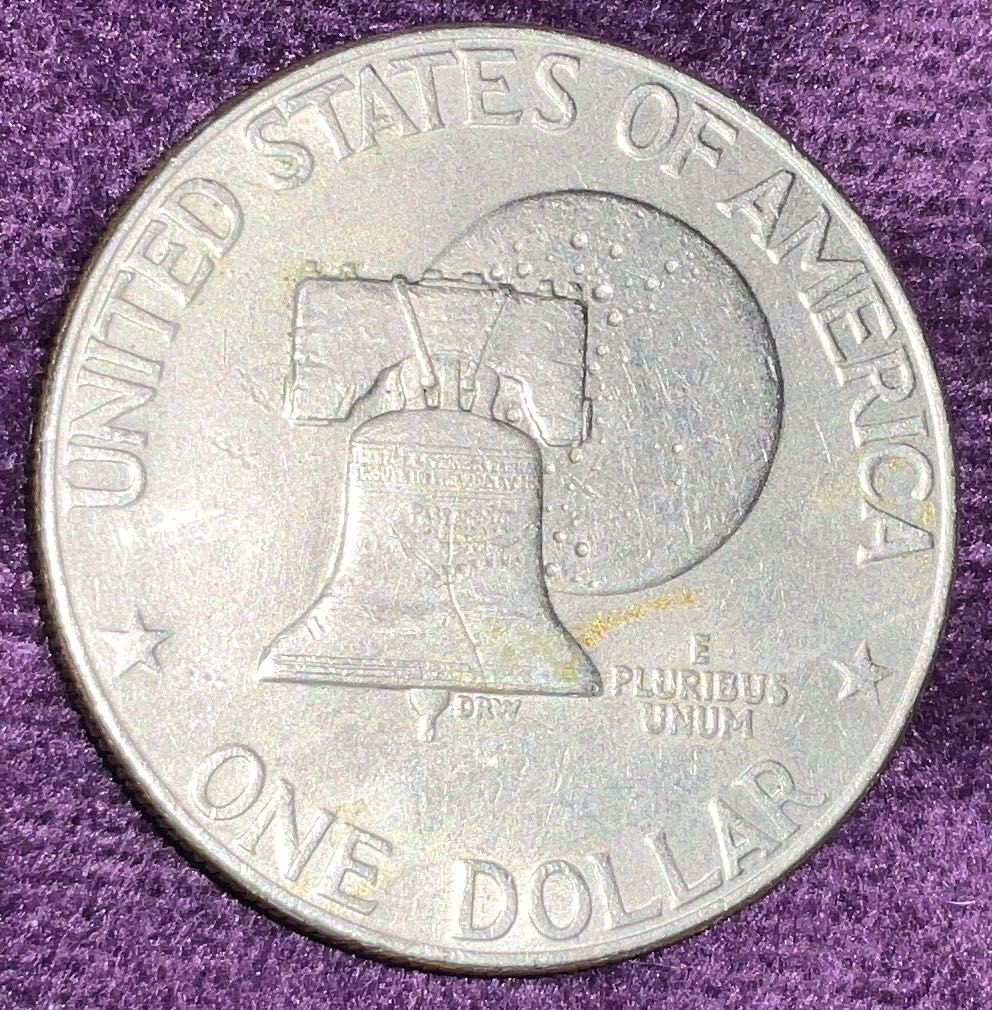 UNITED STATES OF AMERICA
E
PLURIBUS
UNUM
DRW
ONE DOLLAR